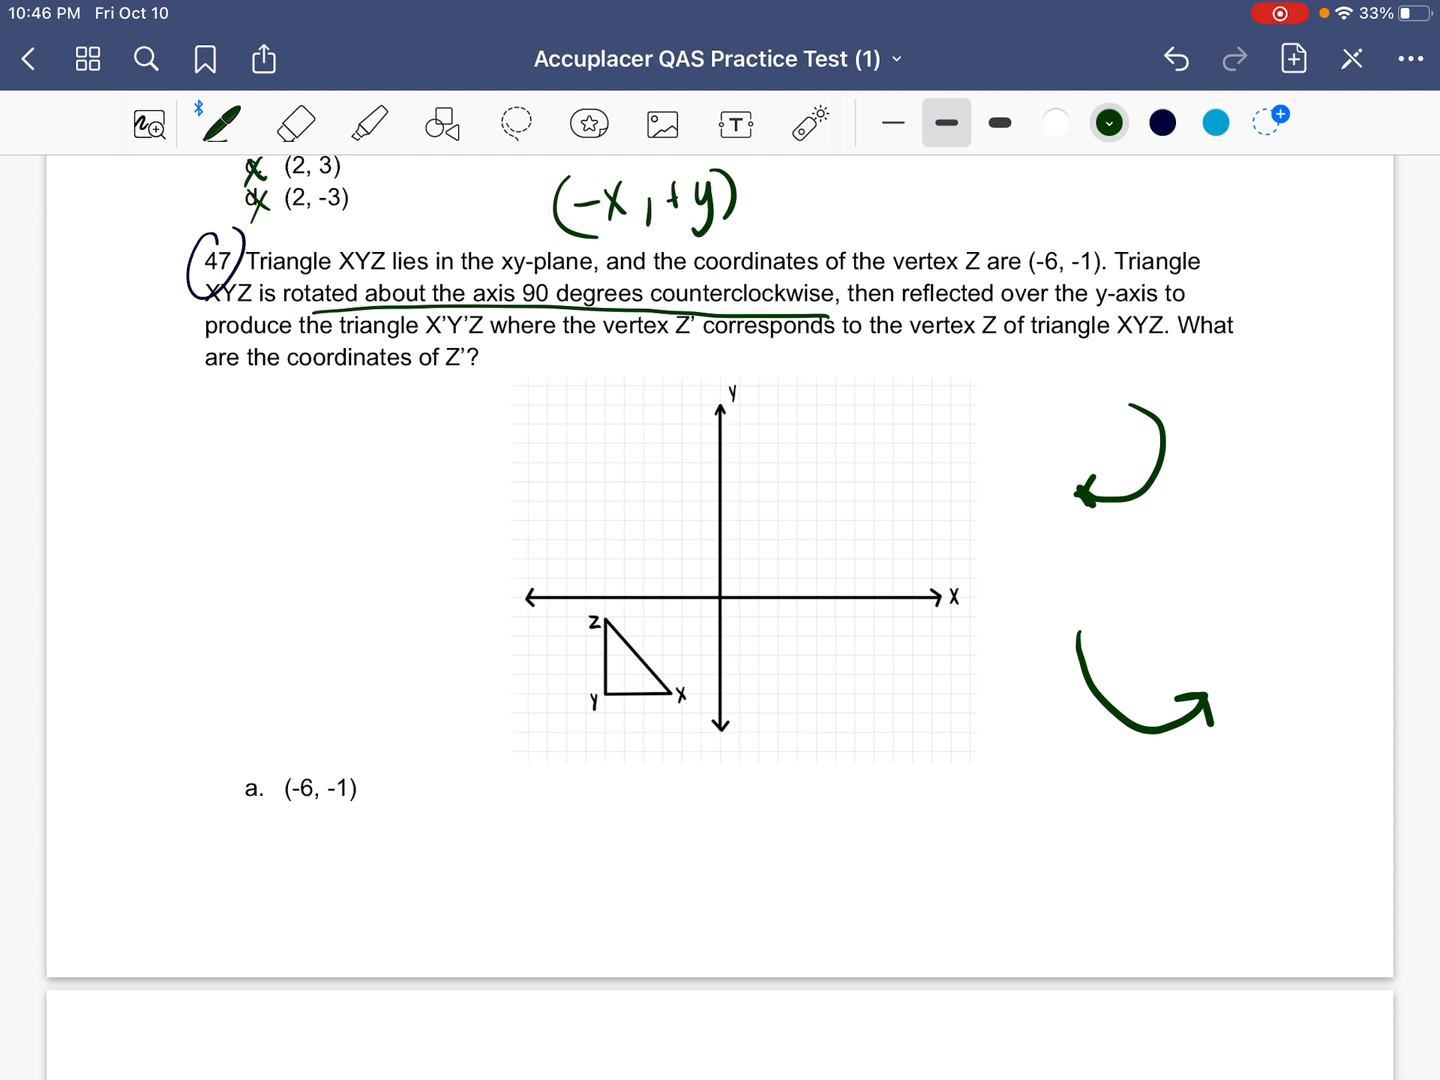 10:46 PM Fri Oct 10
33%
Accuplacer QAS Practice Test (1)
(2, 3)
d. (2, -3)
(-x, +y)
47. Triangle XYZ lies in the xy-plane, and the coordinates of the vertex Z are (-6, -1). Triangle
XYZ is rotated about the axis 90 degrees counterclockwise, then reflected over the y-axis to
produce the triangle X’Y’Z where the vertex Z’ corresponds to the vertex Z of triangle XYZ. What
are the coordinates of Z’?
Y
X
Z
Y
X
a. (-6, -1)